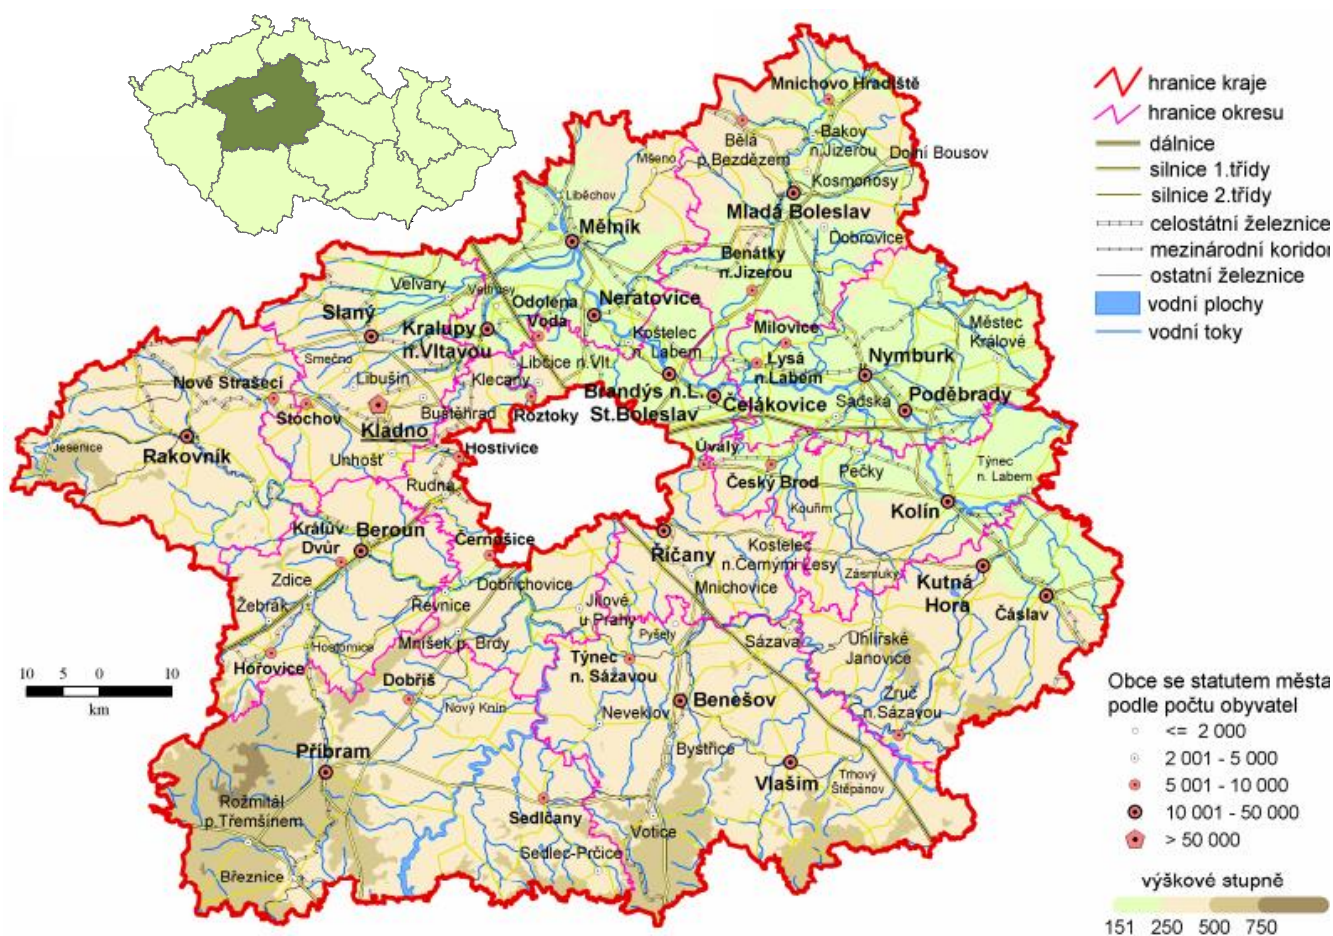 hranice kraje
hranice okresu
dálnice
silnice 1.třídy
silnice 2.třídy
celostátní železnice
mezinárodní koridor
ostatní železnice
vodní plochy
vodní toky
Mnichovo Hradiště
Bělá
p.Bezdězem
Bakov
n.Jizerou
Dolní Bousov
Mšeno
Kosmonosy
Liběchov
Mladá Boleslav
Mělník
Dobrovice
Benátky
n.Jizerou
Velvary
Veltrusy
Odolena
Voda
Neratovice
Slaný
Kralupy
n.Vltavou
Kostelec
n. Labem
Milovice
Městec
Králové
Smečno
Libušín
Libčice n.Vlt.
Klecany
Lysá
n.Labem
Nymburk
Nové Strašecí
Stochov
Buštěhrad
Roztoky
Brandýs n.L.
St.Boleslav
Čelákovice
Sadská
Poděbrady
Kladno
Jesenice
Rakovník
Unhošť
Hostivice
Úvaly
Pečky
Týnec
n. Labem
Rudná
Český Brod
Kouřim
Kolín
Králův
Dvůr
Beroun
Černošice
Říčany
Kostelec
n.Černými Lesy
Zásmuky
Mnichovice
Kutná
Hora
Čáslav
Zdice
Dobřichovice
Žebrák
Řevnice
Jílové
u Prahy
Pyšely
Sázava
Uhlířské
Janovice
Hostomice
Mníšek p. Brdy
Hořovice
Týnec
n. Sázavou
Dobříš
Nový Knín
Neveklov
Benešov
Zruč
n.Sázavou
Příbram
Bystřice
Vlašim
Trhový
Štěpánov
Rožmitál
p.Třemšínem
Sedlčany
Votice
Sedlec-Prčice
Březnice
10 5 0 10
km
Obce se statutem města
podle počtu obyvatel
<= 2 000
2 001 - 5 000
5 001 - 10 000
10 001 - 50 000
> 50 000
výškové stupně
151 250 500 750